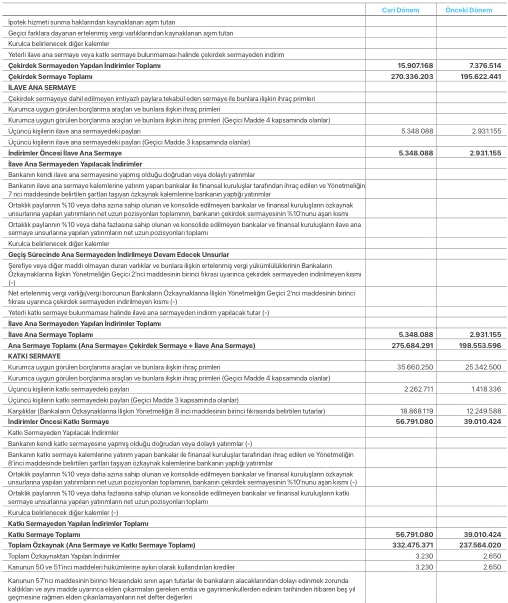 Cari Dönem Önceki Dönem
İpotek hizmeti sunma haklarından kaynaklanan aşım tutarı
Geçici farklara dayanan ertelenmiş vergi varlıklarından kaynaklanan aşım tutarı
Kurulca belirlenecek diğer kalemler
Yeterli ilave ana sermaye veya katkı sermaye bulunmaması halinde çekirdek sermayeden indirim
Çekirdek Sermayeden Yapılan İndirimler Toplamı 15.907.168 7.376.514
Çekirdek Sermaye Toplamı 270.336.203 195.622.441
İLAVE ANA SERMAYE
Çekirdek sermayeye dahil edilmeyen imtiyazlı paylara tekabül eden sermaye ile bunlara ilişkin ihraç primleri
Kurumca uygun görülen borçlanma araçları ve bunlara ilişkin ihraç primleri
Kurumca uygun görülen borçlanma araçları ve bunlara ilişkin ihraç primleri (Geçici Madde 4 kapsamında olanlar)
Üçüncü kişilerin ilave ana sermayedeki payları 5.348.088 2.931.155
Üçüncü kişilerin ilave ana sermayedeki payları (Geçici Madde 3 kapsamında olanlar)
İndirimler Öncesi İlave Ana Sermaye 5.348.088 2.931.155
İlave Ana Sermayeden Yapılacak İndirimler
Bankanın kendi ilave ana sermayesine yapmış olduğu doğrudan veya dolaylı yatırımlar
Bankanın ilave ana sermaye kalemlerine yatırım yapan bankalar ile finansal kuruluşlar tarafından ihraç edilen ve Yönetmeliğin
7 nci maddesinde belirtilen şartları taşıyan özkaynak kalemlerine bankanın yaptığı yatırımlar
Ortaklık paylarının %10 veya daha azına sahip olunan ve konsolide edilmeyen bankalar ve finansal kuruluşların özkaynak
unsurlarına yapılan yatırımların net uzun pozisyonları toplamının, bankanın çekirdek sermayesinin %10'nunu aşan kısmı
Ortaklık paylarının %10 veya daha fazlasına sahip olunan ve konsolide edilmeyen bankalar ve finansal kuruluşların ilave ana
sermaye unsurlarına yapılan yatırımların net uzun pozisyonları toplamı
Kurulca belirlenecek diğer kalemler
Geçiş Sürecinde Ana Sermayeden İndirilmeye Devam Edecek Unsurlar
Şerefiye veya diğer maddi olmayan duran varlıklar ve bunlara ilişkin ertelenmiş vergi yükümlülüklerinin Bankaların
Özkaynaklarına İlişkin Yönetmeliğin Geçici 2'nci maddesinin birinci fıkrası uyarınca çekirdek sermayeden indirilmeyen kısmı
(-)
Net ertelenmiş vergi varlığı/vergi borcunun Bankaların Özkaynaklarına İlişkin Yönetmeliğin Geçici 2'nci maddesinin birinci
fıkrası uyarınca çekirdek sermayeden indirilmeyen kısmı (-)
Yeterli katkı sermaye bulunmaması halinde ilave ana sermayeden indirim yapılacak tutar (-)
İlave Ana Sermayeden Yapılan İndirimler Toplamı
İlave Ana Sermaye Toplamı 5.348.088 2.931.155
Ana Sermaye Toplamı (Ana Sermaye= Çekirdek Sermaye + İlave Ana Sermaye) 275.684.291 198.553.596
KATKI SERMAYE
Kurumca uygun görülen borçlanma araçları ve bunlara ilişkin ihraç primleri 35.660.250 25.342.500
Kurumca uygun görülen borçlanma araçları ve bunlara ilişkin ihraç primleri (Geçici Madde 4 kapsamında olanlar)
Üçüncü kişilerin katkı sermayedeki payları 2.262.711 1.418.336
Üçüncü kişilerin katkı sermayedeki payları (Geçici Madde 3 kapsamında olanlar)
Karşılıklar (Bankaların Özkaynaklarına İlişkin Yönetmeliğin 8 inci maddesinin birinci fıkrasında belirtilen tutarlar) 18.868.119 12.249.588
İndirimler Öncesi Katkı Sermaye 56.791.080 39.010.424
Katkı Sermayeden Yapılacak İndirimler
Bankanın kendi katkı sermayesine yapmış olduğu doğrudan veya dolaylı yatırımlar (-)
Bankanın katkı sermaye kalemlerine yatırım yapan bankalar ile finansal kuruluşlar tarafından ihraç edilen ve Yönetmeliğin
8'inci maddesinde belirtilen şartları taşıyan özkaynak kalemlerine bankanın yaptığı yatırımlar
Ortaklık paylarının %10 veya daha azına sahip olunan ve konsolide edilmeyen bankalar ve finansal kuruluşların özkaynak
unsurlarına yapılan yatırımların net uzun pozisyonları toplamının, bankanın çekirdek sermayesinin %10'nunu aşan kısmı (-)
Ortaklık paylarının %10 veya daha fazlasına sahip olunan ve konsolide edilmeyen bankalar ve finansal kuruluşların katkı
sermaye unsurlarına yapılan yatırımların net uzun pozisyonları toplamı
Kurulca belirlenecek diğer kalemler (-)
Katkı Sermayeden Yapılan İndirimler Toplamı
Katkı Sermaye Toplamı 56.791.080 39.010.424
Toplam Özkaynak (Ana Sermaye ve Katkı Sermaye Toplamı) 332.475.371 237.564.020
Toplam Özkaynaktan Yapılan İndirimler 3.230 2.650
Kanunun 50 ve 51'inci maddeleri hükümlerine aykırı olarak kullandırılan krediler 3.230 2.650
Kanunun 57'nci maddesinin birinci fıkrasındaki sınırı aşan tutarlar ile bankaların alacaklarından dolayı edinmek zorunda
kaldıkları ve aynı madde uyarınca elden çıkarmaları gereken emtia ve gayrimenkullerden edinim tarihinden itibaren beş yıl
geçmesine rağmen elden çıkarılamayanların net defter değerleri